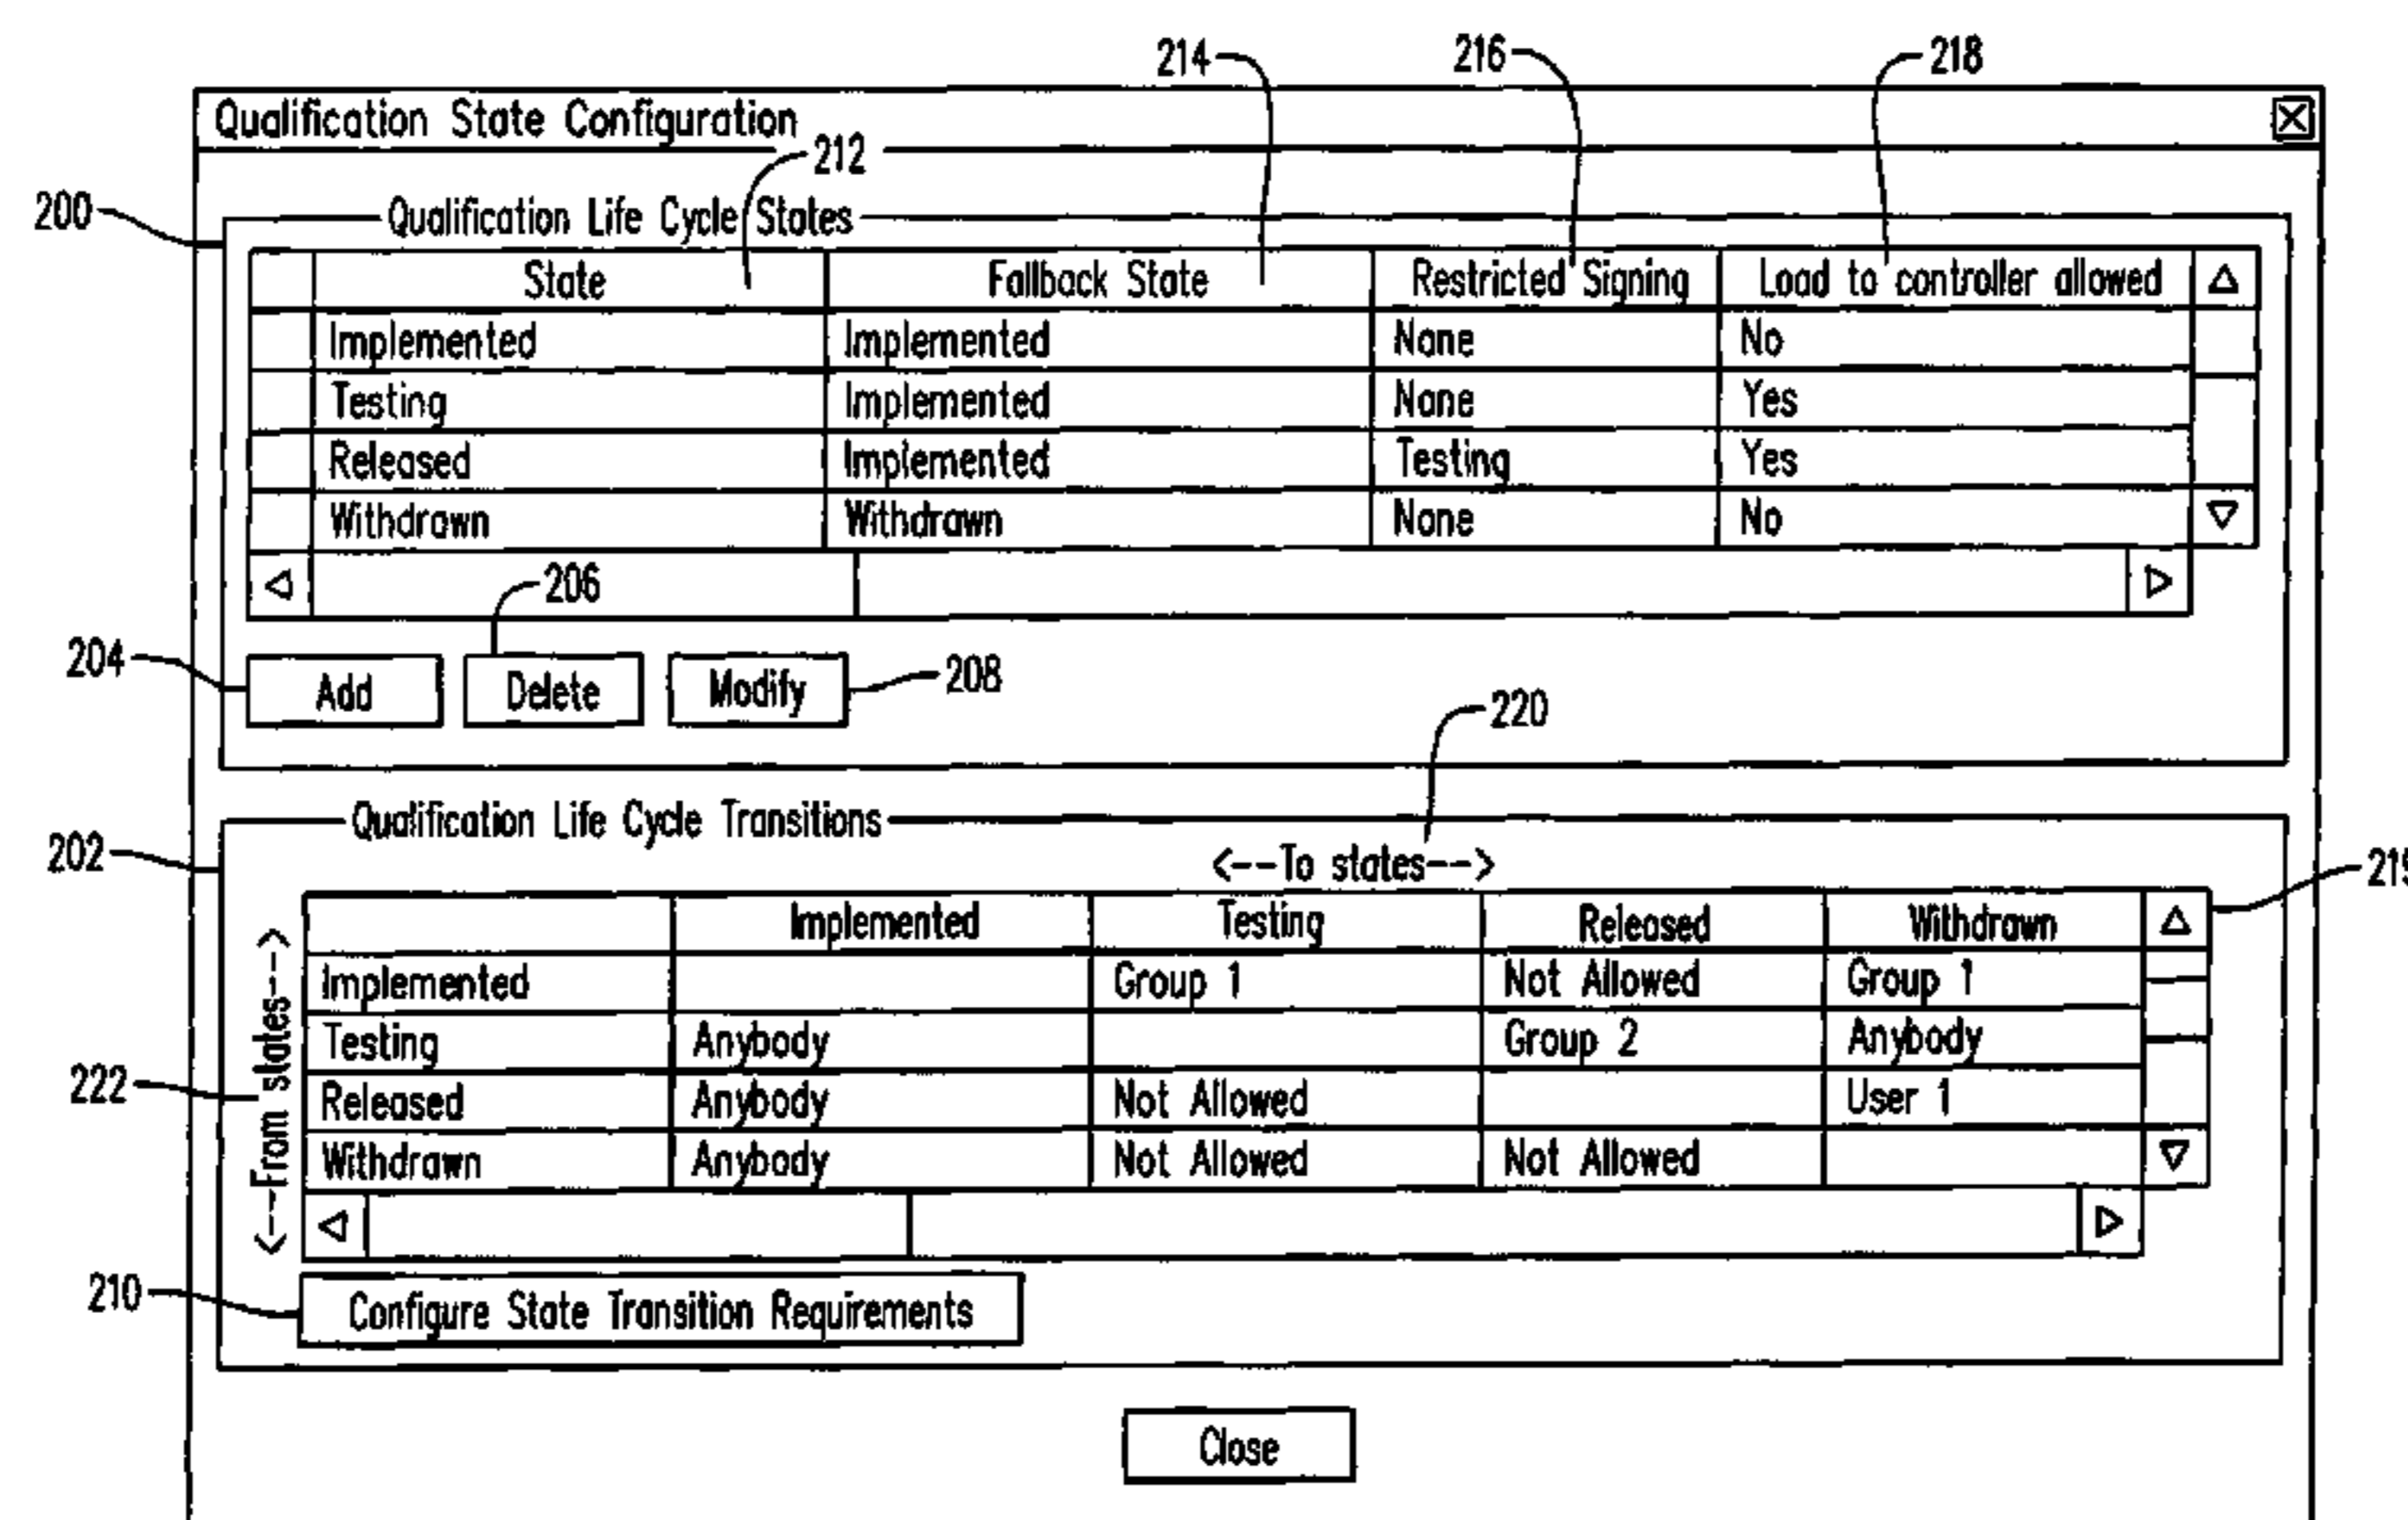 214 216 218
Qualification State Configuration
212
200 Qualification Life Cycle States
State Fallback State Restricted Signing Load to controller allowed
Implemented Implemented None No
Testing Implemented None Yes
Released Implemented Testing Yes
Withdrawn Withdrawn None No
206
204 Add Delete Modify 208
220
202 Qualification Life Cycle Transitions
<--To states-->
Implemented Testing Released Withdrawn
Implemented Group 1 Not Allowed Group 1
Testing Anybody Group 2 Anybody
222 <--From states-->
Released Anybody Not Allowed User 1
Withdrawn Anybody Not Allowed Not Allowed
210 Configure State Transition Requirements
Close